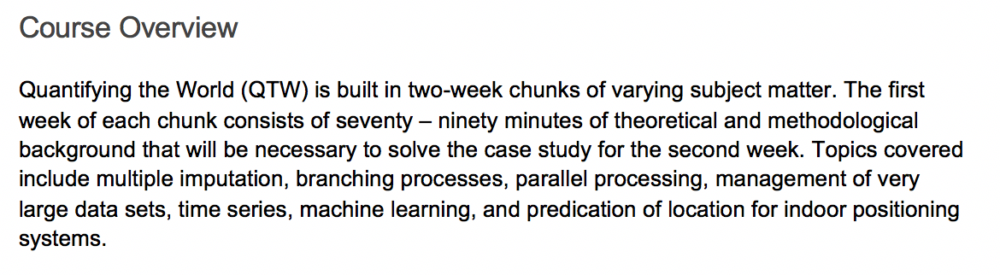 Course Overview
Quantifying the World (QTW) is built in two-week chunks of varying subject matter. The first
week of each chunk consists of seventy – ninety minutes of theoretical and methodological
background that will be necessary to solve the case study for the second week. Topics covered
include multiple imputation, branching processes, parallel processing, management of very
large data sets, time series, machine learning, and predication of location for indoor positioning
systems.